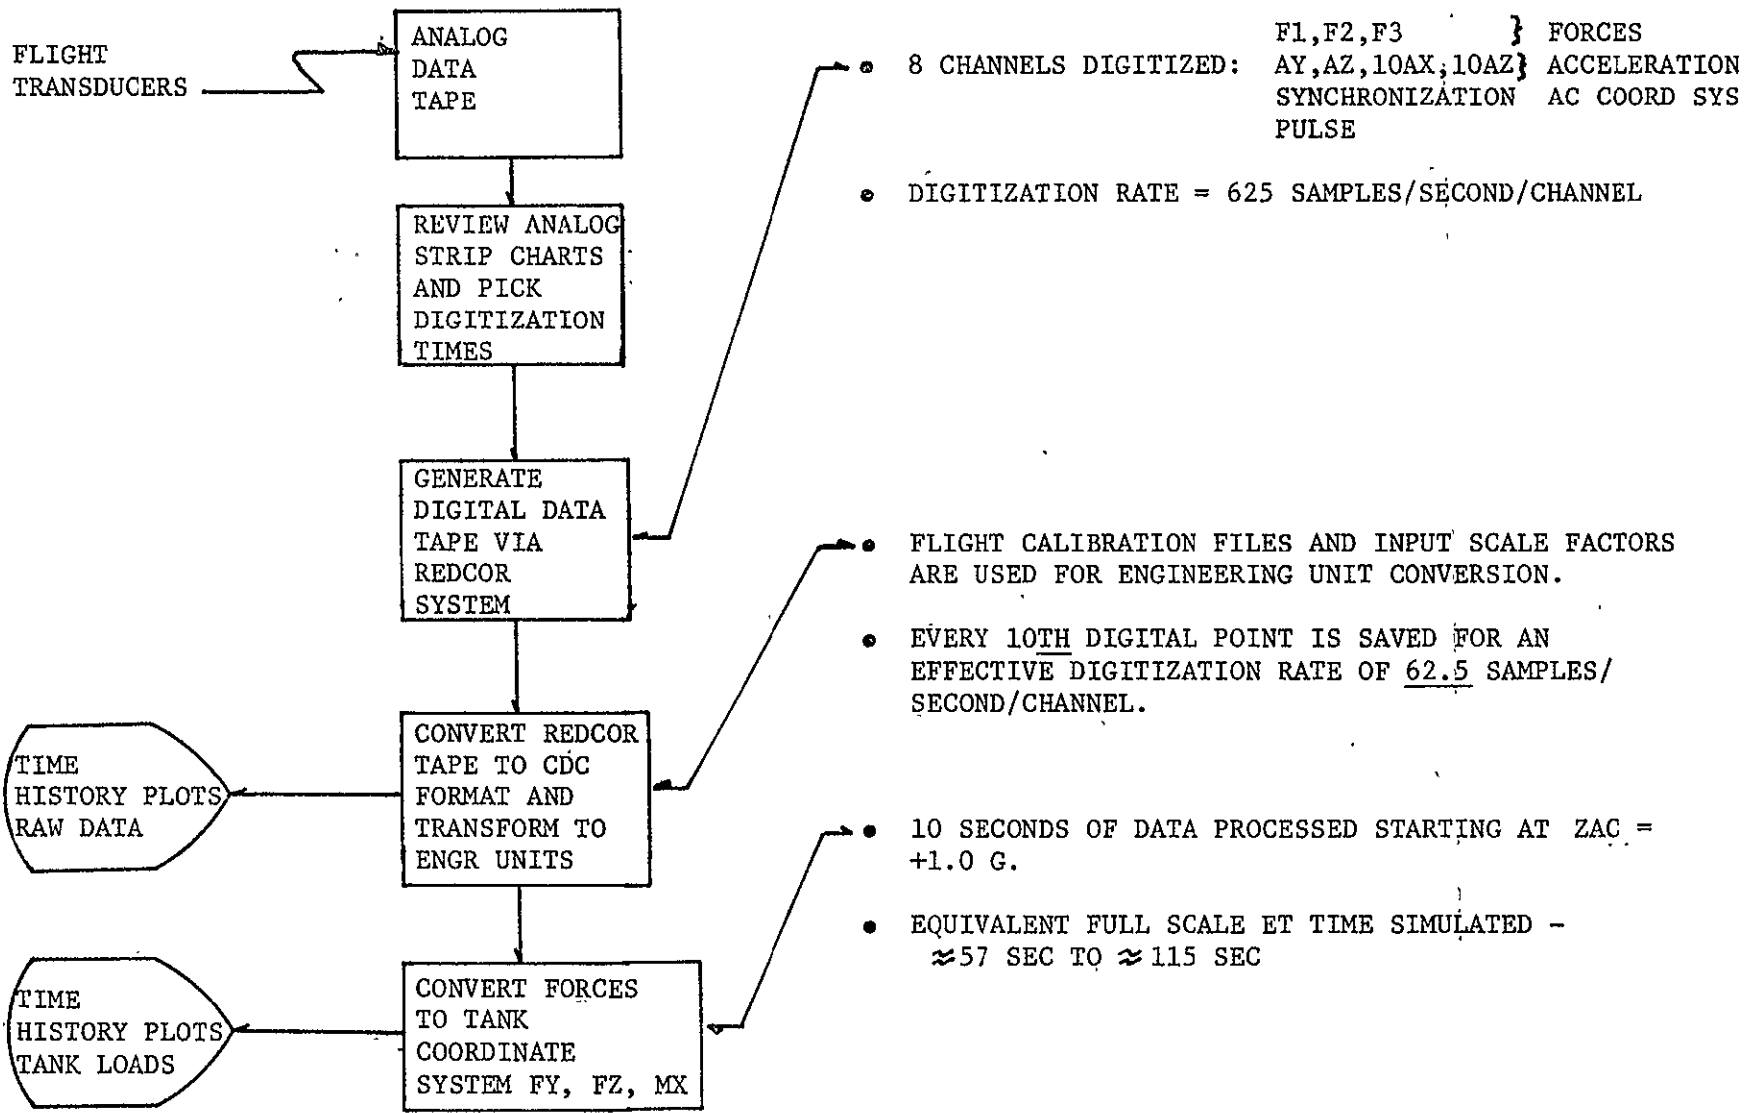 FLIGHT
TRANSDUCERS
ANALOG
DATA
TAPE
REVIEW ANALOG
STRIP CHARTS
AND PICK
DIGITIZATION
TIMES
GENERATE
DIGITAL DATA
TAPE VIA
REDCOR
SYSTEM
CONVERT REDCOR
TAPE TO CDC
FORMAT AND
TRANSFORM TO
ENGR UNITS
TIME
HISTORY PLOTS
RAW DATA
CONVERT FORCES
TO TANK
COORDINATE
SYSTEM FY, FZ, MX
TIME
HISTORY PLOTS
TANK LOADS
F1,F2,F3 } FORCES
• 8 CHANNELS DIGITIZED: AY,AZ,10AX,10AZ} ACCELERATION
SYNCHRONIZATION AC COORD SYS
PULSE
• DIGITIZATION RATE = 625 SAMPLES/SECOND/CHANNEL
• FLIGHT CALIBRATION FILES AND INPUT SCALE FACTORS
ARE USED FOR ENGINEERING UNIT CONVERSION.
• EVERY 10TH DIGITAL POINT IS SAVED FOR AN
EFFECTIVE DIGITIZATION RATE OF 62.5 SAMPLES/
SECOND/CHANNEL.
• 10 SECONDS OF DATA PROCESSED STARTING AT ZAC =
+1.0 G.
• EQUIVALENT FULL SCALE ET TIME SIMULATED -
≈57 SEC TO ≈115 SEC